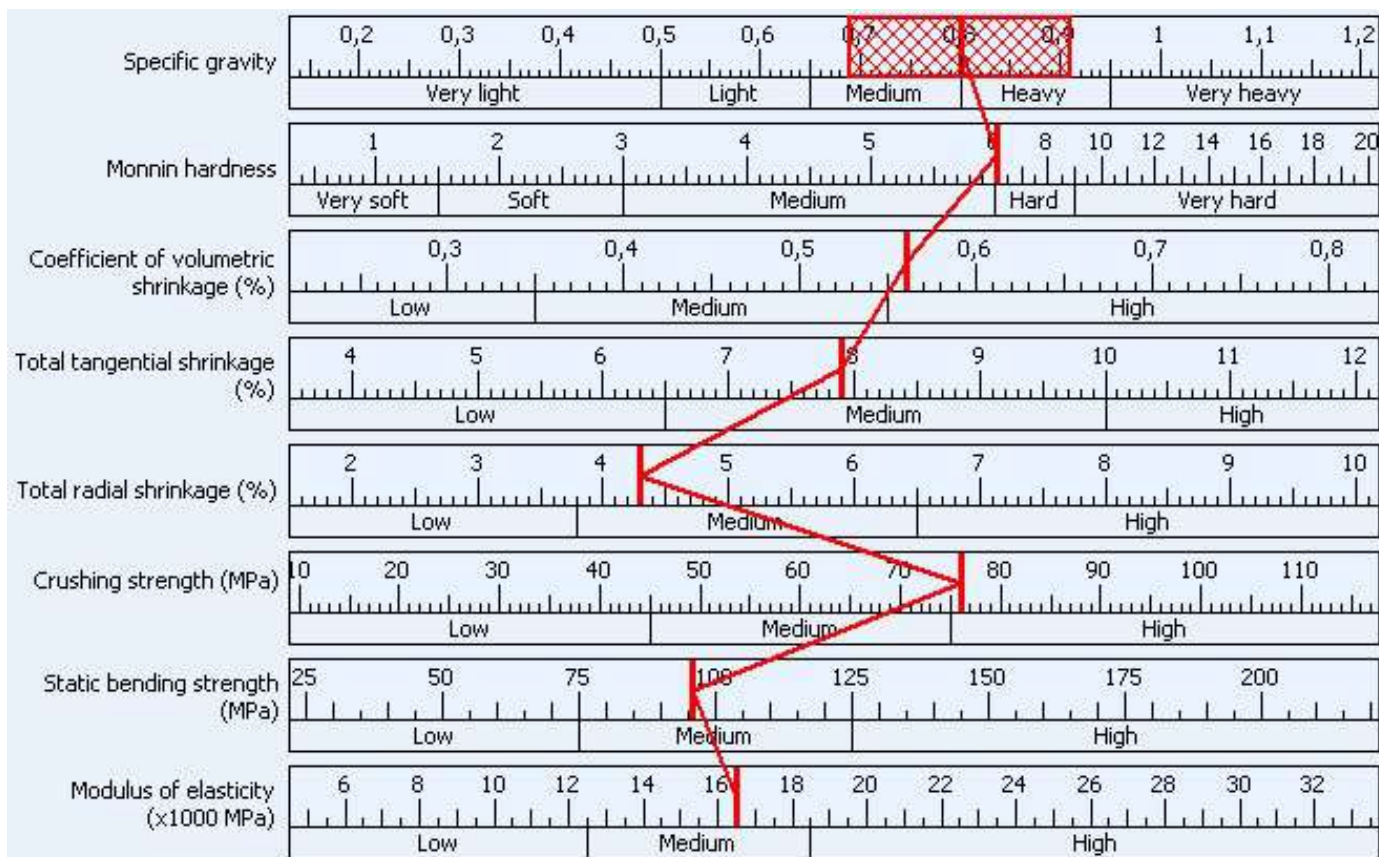 0,2 0,3 0,4 0,5 0,6 0,7 0,8 0,9 1 1,1 1,2
Specific gravity
Very light Light Medium Heavy Very heavy
1 2 3 4 5 6 8 10 12 14 16 18 20
Monnin hardness
Very soft Soft Medium Hard Very hard
0,3 0,4 0,5 0,6 0,7 0,8
Coefficient of volumetric
shrinkage (%)
Low Medium High
4 5 6 7 8 9 10 11 12
Total tangential shrinkage
(%)
Low Medium High
2 3 4 5 6 7 8 9 10
Total radial shrinkage (%)
Low Medium High
10 20 30 40 50 60 70 80 90 100 110
Crushing strength (MPa)
Low Medium High
25 50 75 100 125 150 175 200
Static bending strength
(MPa)
Low Medium High
6 8 10 12 14 16 18 20 22 24 26 28 30 32
Modulus of elasticity
(x1000 MPa)
Low Medium High